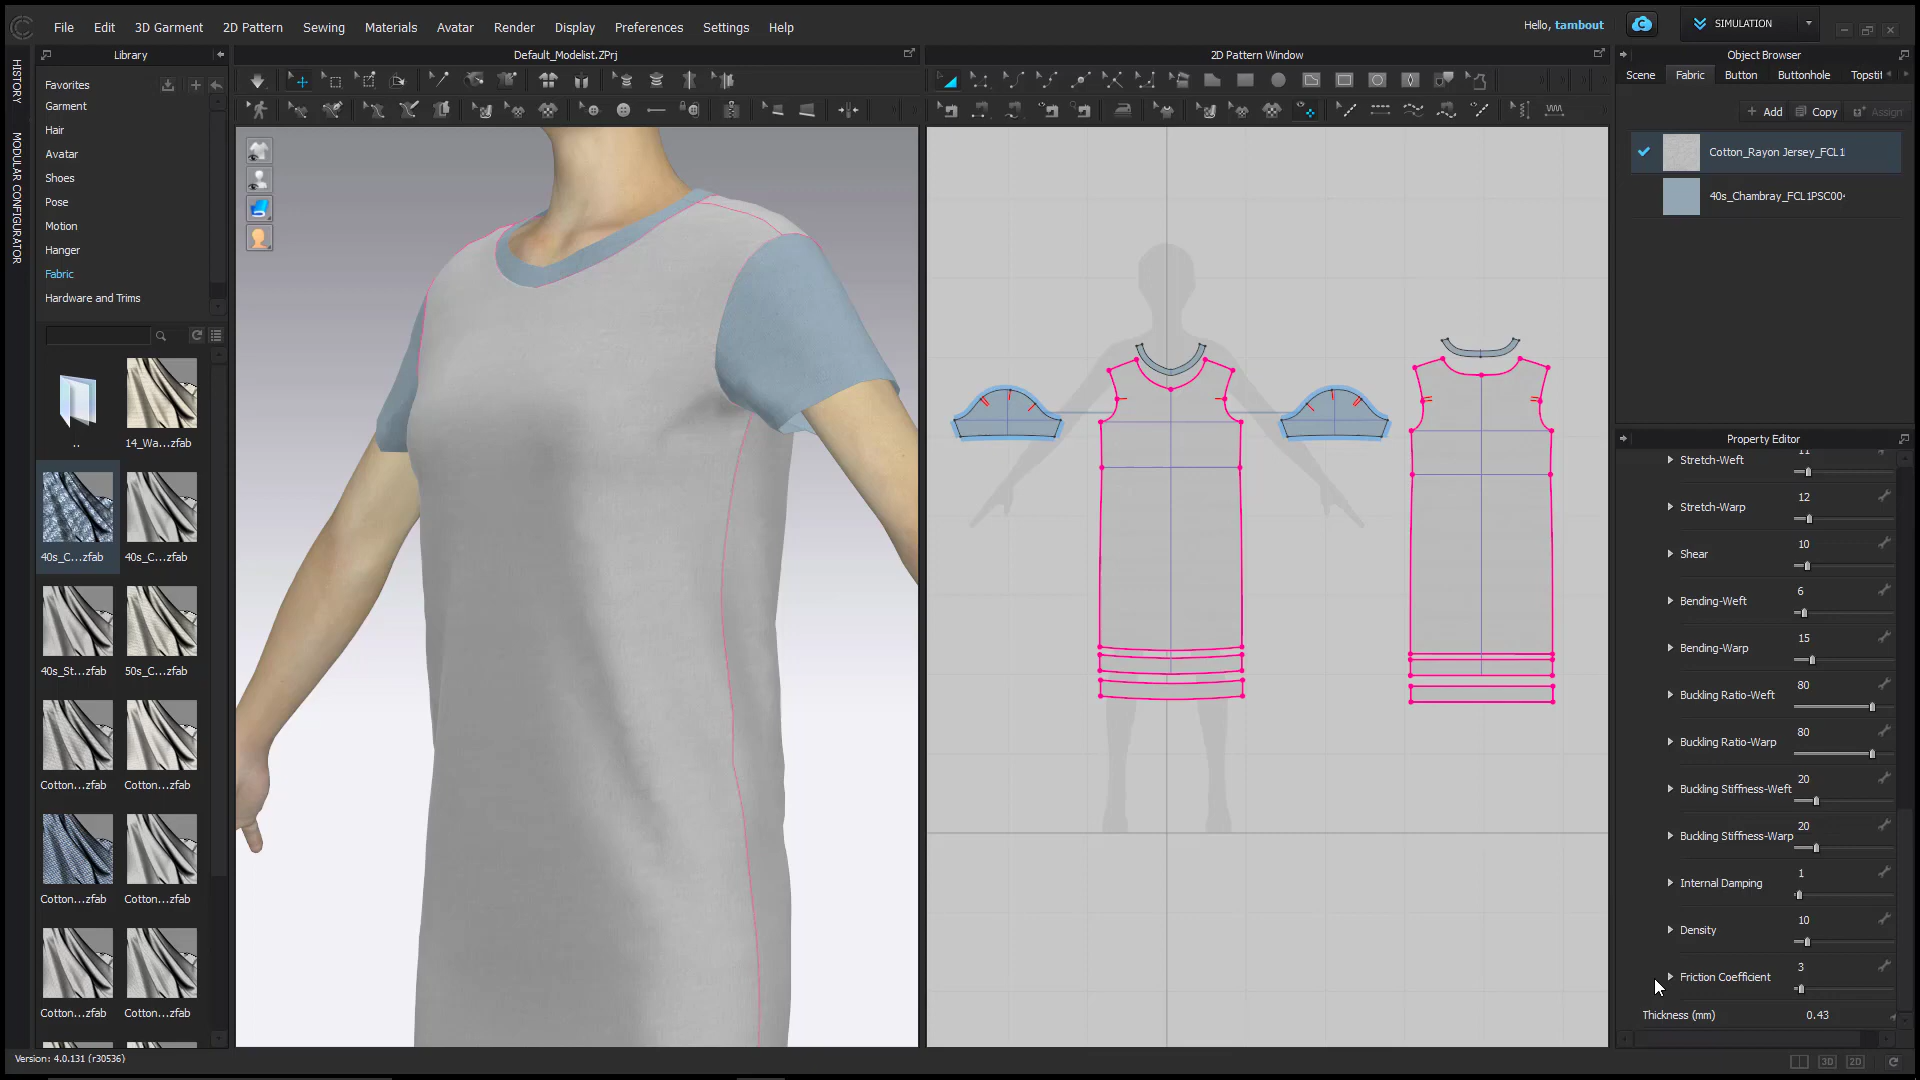 File Edit 3D Garment 2D Pattern Sewing Materials Avatar Render Display Preferences Settings Help
Hello, tambout
SIMULATION
HISTORY
MODULAR CONFIGURATOR
Library
Favorites
Garment
Hair
Avatar
Shoes
Pose
Motion
Hanger
Fabric
Hardware and Trims
..
14_Wa...zfab
40s_C...zfab
40s_C...zfab
40s_St...zfab
50s_C...zfab
Cotton...zfab
Cotton...zfab
Cotton...zfab
Cotton...zfab
Cotton...zfab
Cotton...zfab
Default_Modelist.ZPrj
2D Pattern Window
Object Browser
Scene Fabric Button Buttonhole Topsti
+ Add Copy Assign
Cotton_Rayon Jersey_FCL1
40s_Chambray_FCL1PSC00
Property Editor
Stretch-Weft 11
Stretch-Warp 12
Shear 10
Bending-Weft 6
Bending-Warp 15
Buckling Ratio-Weft 80
Buckling Ratio-Warp 80
Buckling Stiffness-Weft 20
Buckling Stiffness-Warp 20
Internal Damping 1
Density 10
Friction Coefficient 3
Thickness (mm) 0.43
Version: 4.0.131 (r30536)
3D 2D